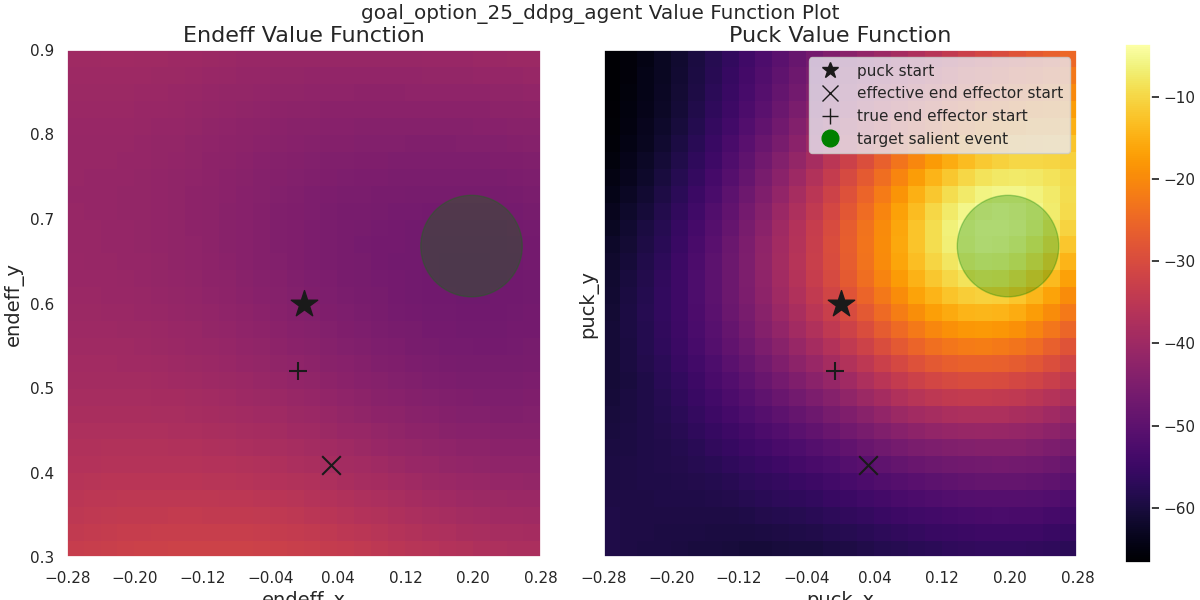 goal_option_25_ddpg_agent Value Function Plot
Endeff Value Function
Puck Value Function
0.9
0.8
0.7
0.6
0.5
0.4
0.3
endeff_y
−0.28 −0.20 −0.12 −0.04 0.04 0.12 0.20 0.28
endeff_x
puck_y
puck start
effective end effector start
true end effector start
target salient event
−0.28 −0.20 −0.12 −0.04 0.04 0.12 0.20 0.28
puck_x
−10
−20
−30
−40
−50
−60